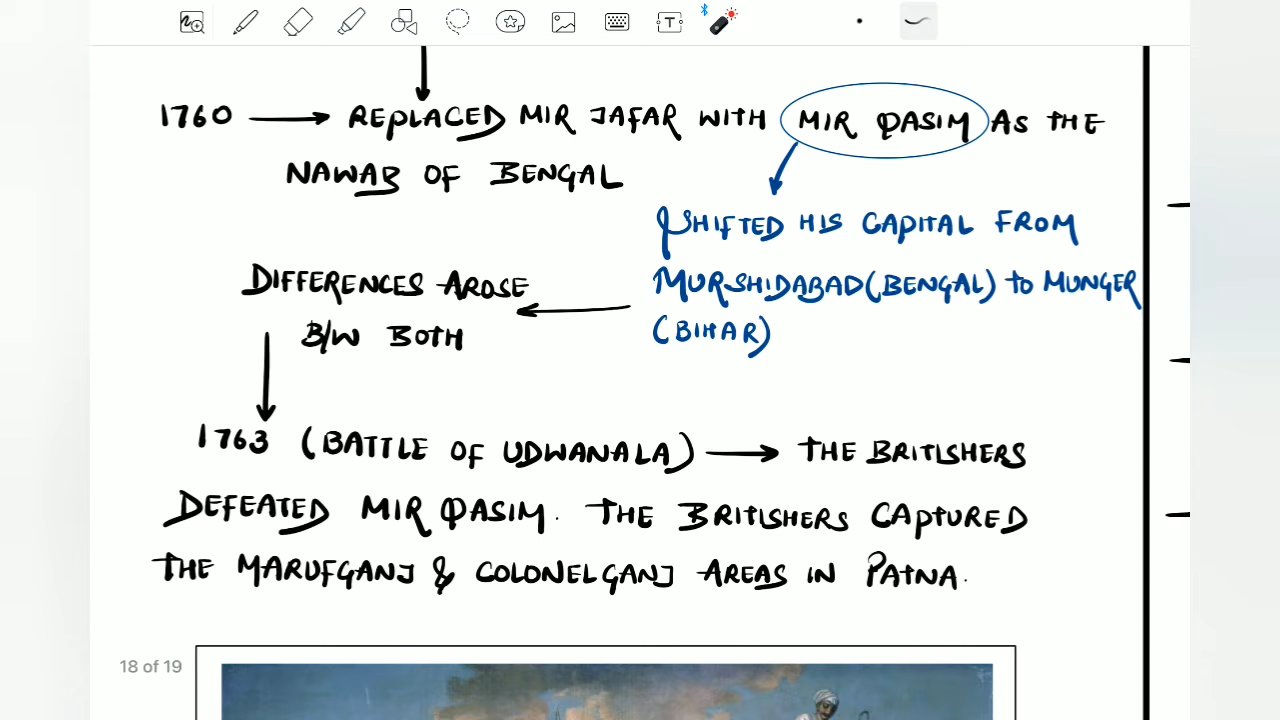 1760 → REPLACED MIR JAFAR WITH MIR QASIM AS THE
NAWAB OF BENGAL
SHIFTED HIS CAPITAL FROM
MURSHIDABAD (BENGAL) TO MUNGER
(BIHAR)
DIFFERENCES AROSE
B/W BOTH
1763 (BATTLE OF UDWANALA) → THE BRITISHERS
DEFEATED MIR QASIM. THE BRITISHERS CAPTURED
THE MARUFGANJ & COLONELGANJ AREAS IN PATNA.
18 of 19